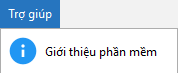 Trợ giúp
Giới thiệu phần mềm